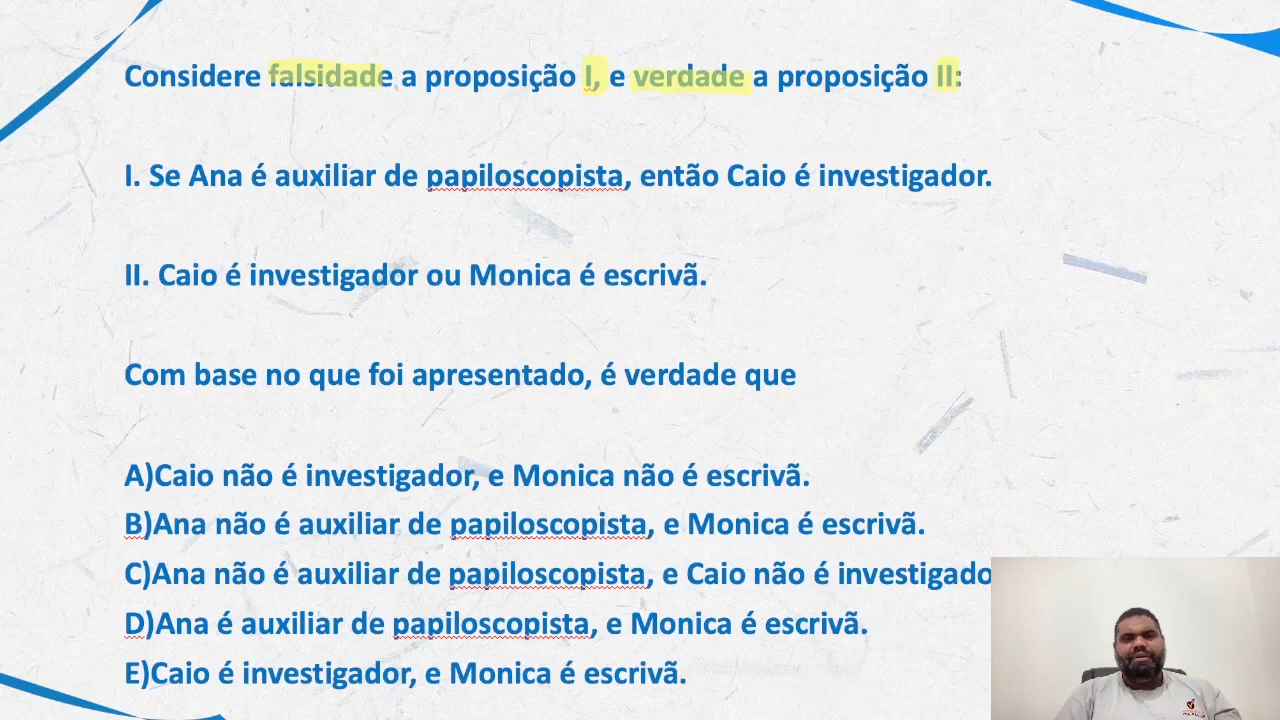 Considere falsidade a proposição I, e verdade a proposição II:
I. Se Ana é auxiliar de papiloscopista, então Caio é investigador.
II. Caio é investigador ou Monica é escrivã.
Com base no que foi apresentado, é verdade que
A)Caio não é investigador, e Monica não é escrivã.
B)Ana não é auxiliar de papiloscopista, e Monica é escrivã.
C)Ana não é auxiliar de papiloscopista, e Caio não é investigado
D)Ana é auxiliar de papiloscopista, e Monica é escrivã.
E)Caio é investigador, e Monica é escrivã.